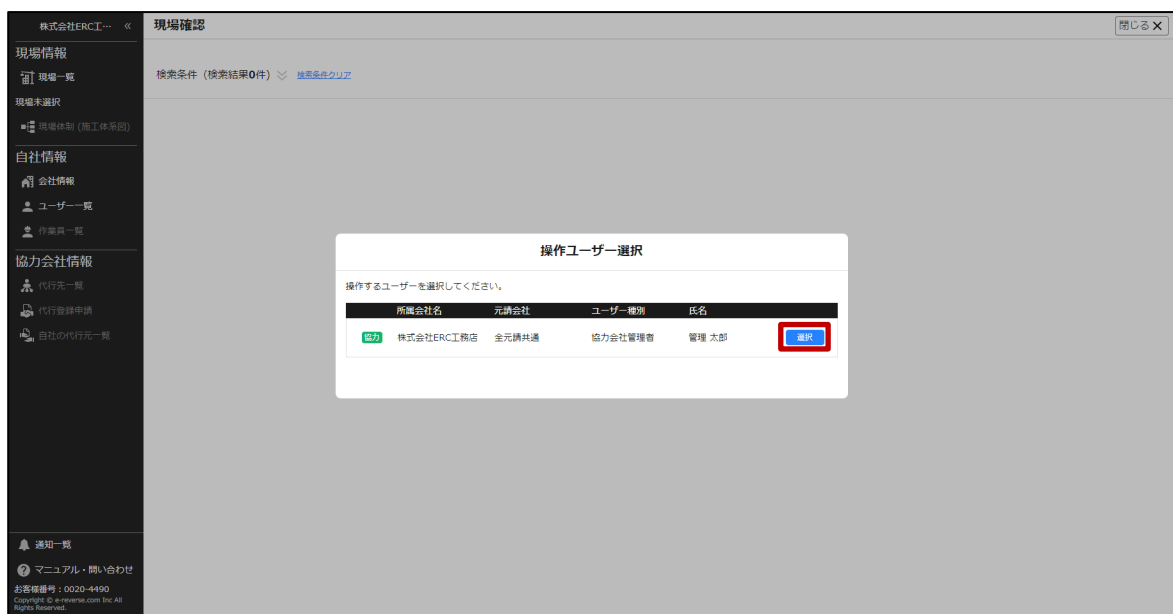 株式会社ERC工… «
現場確認
閉じる X
現場情報
現場一覧
検索条件（検索結果0件） 検索条件クリア
現場未選択
現場体制 (施工体系図)
自社情報
会社情報
ユーザー一覧
作業員一覧
協力会社情報
代行先一覧
代行登録申請
自社の代行元一覧
操作ユーザー選択
操作するユーザーを選択してください。
所属会社名 元請会社 ユーザー種別 氏名
協力 株式会社ERC工務店 全元請共通 協力会社管理者 管理 太郎 選択
通知一覧
? マニュアル・問い合わせ
お客様番号：0020-4490
Copyright © e-reverse.com Inc All
Rights Reserved.